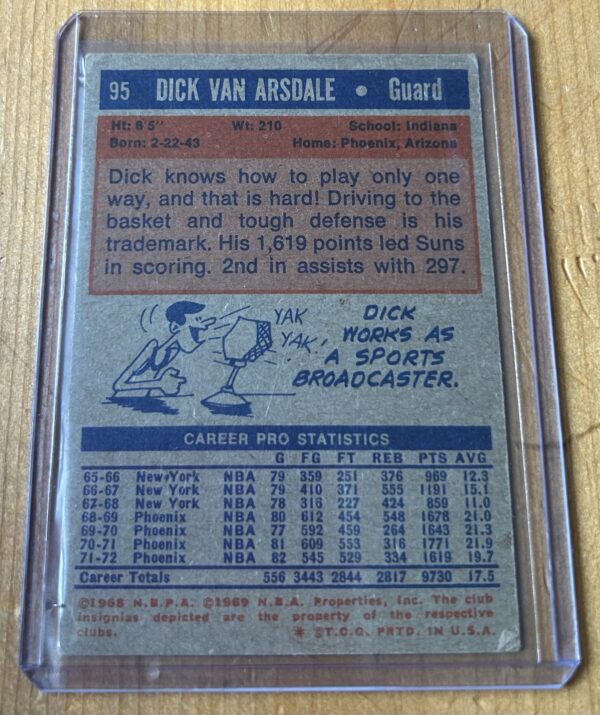 95 DICK VAN ARSDALE • Guard
Ht: 6'5" Wt: 210 School: Indiana
Born: 2-22-43 Home: Phoenix, Arizona
Dick knows how to play only one
way, and that is hard! Driving to the
basket and tough defense is his
trademark. His 1,619 points led Suns
in scoring. 2nd in assists with 297.
YAK
YAK,
DICK
WORKS AS
A SPORTS
BROADCASTER.
CAREER PRO STATISTICS
G FG FT REB PTS AVG
65-66 New York NBA 79 359 251 376 969 12.3
66-67 New York NBA 79 410 371 555 1191 15.1
67-68 New York NBA 78 316 227 424 859 11.0
68-69 Phoenix NBA 80 612 454 548 1678 21.0
69-70 Phoenix NBA 77 592 459 264 1643 21.3
70-71 Phoenix NBA 81 609 553 316 1771 21.9
71-72 Phoenix NBA 82 545 529 334 1619 19.7
Career Totals 556 3443 2844 2817 9730 17.5
©1968 N.B.P.A. ©1969 N.B.A. Properties, Inc. The club
insignias depicted are the property of the respective
clubs. * ©T.C.G. PRTD. IN U.S.A.